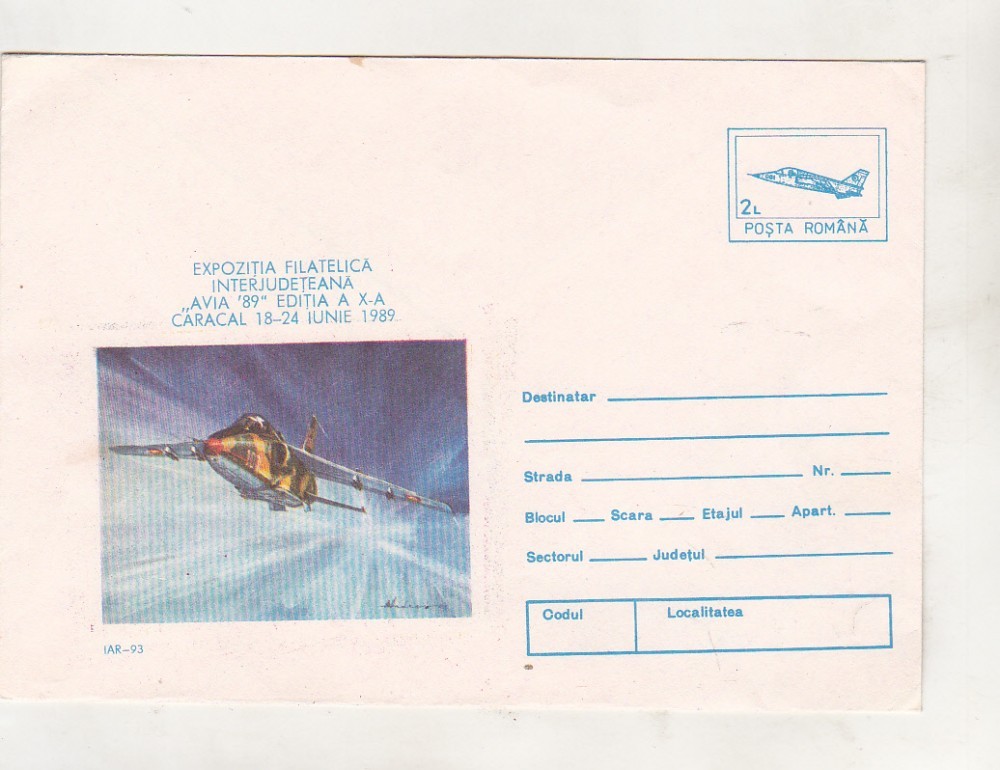 2L
POȘTA ROMÂNĂ
EXPOZIȚIA FILATELICĂ
INTERJUDEȚEANĂ
„AVIA '89" EDIȚIA A X-A
CARACAL 18–24 IUNIE 1989
Destinatar
Strada Nr.
Blocul Scara Etajul Apart.
Sectorul Județul
Codul Localitatea
IAR–93